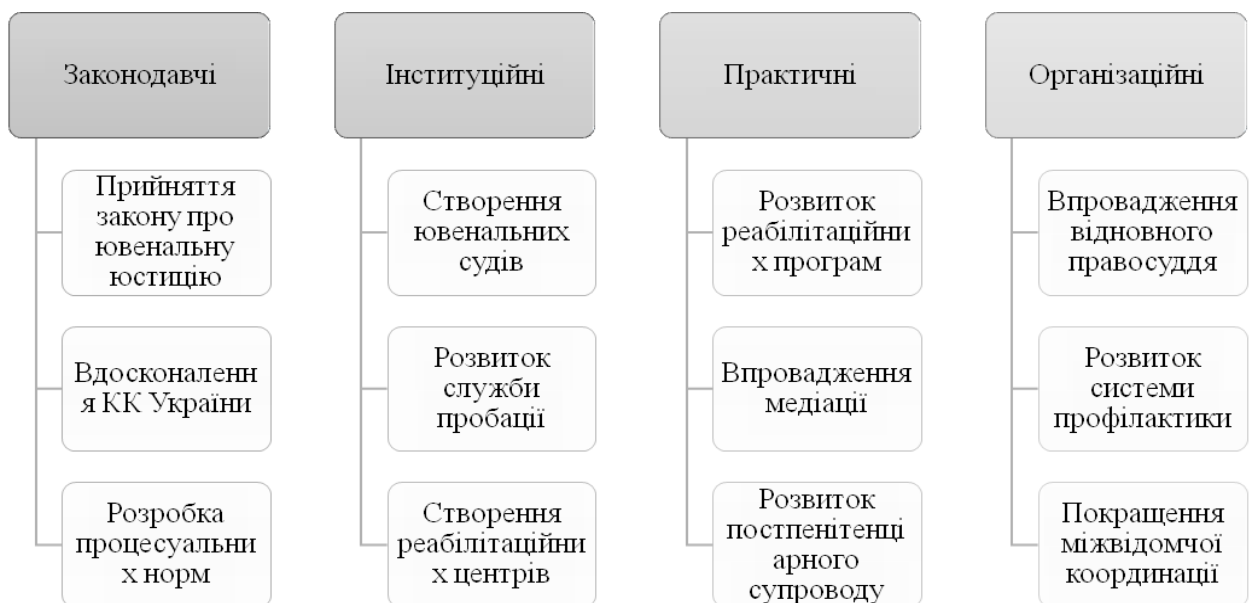 Законодавчі
Прийняття
закону про
ювенальну
юстицію
Вдосконаленн
я КК України
Розробка
процесуальни
х норм
Інституційні
Створення
ювенальних
судів
Розвиток
служби
пробації
Створення
реабілітаційни
х центрів
Практичні
Розвиток
реабілітаційни
х програм
Впровадження
медіації
Розвиток
постпенітенці
арного
супроводу
Організаційні
Впровадження
відновного
правосуддя
Розвиток
системи
профілактики
Покращення
міжвідомчої
координації